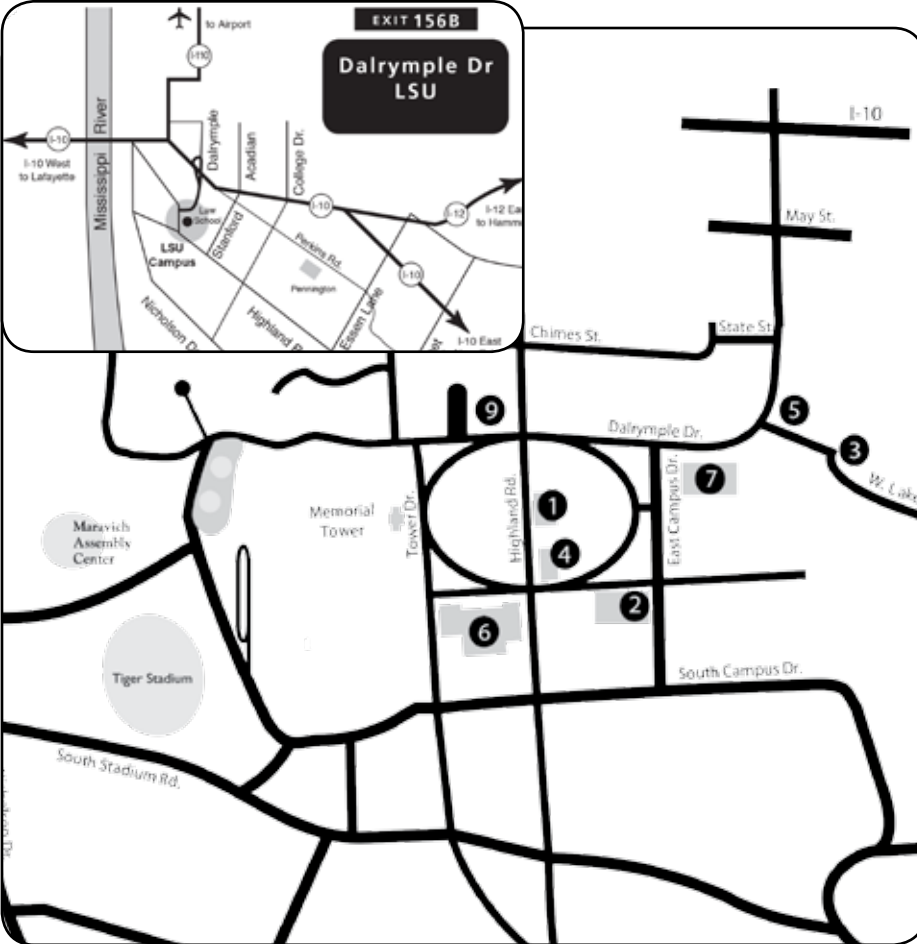 EXIT 156B
to Airport
Dalrymple Dr
LSU
I-110
River
Dalrymple
Acadian
College Dr.
I-10
I-10 West
to Lafayette
Mississippi
Law
School
LSU
Campus
Stanford
I-10
I-12
I-12
to
Perkins Rd.
I-10
Pennington
Nicholson
Highland
Essen Lane
I-10 East
I-10
May St.
State St.
Chimes St.
9
5
Dalrymple Dr.
3
W.
7
Memorial
Tower
Tower Dr.
Highland Rd.
East Campus Dr.
1
Maravich
Assembly
Center
4
2
6
Tiger Stadium
South Campus Dr.
South Stadium Rd.